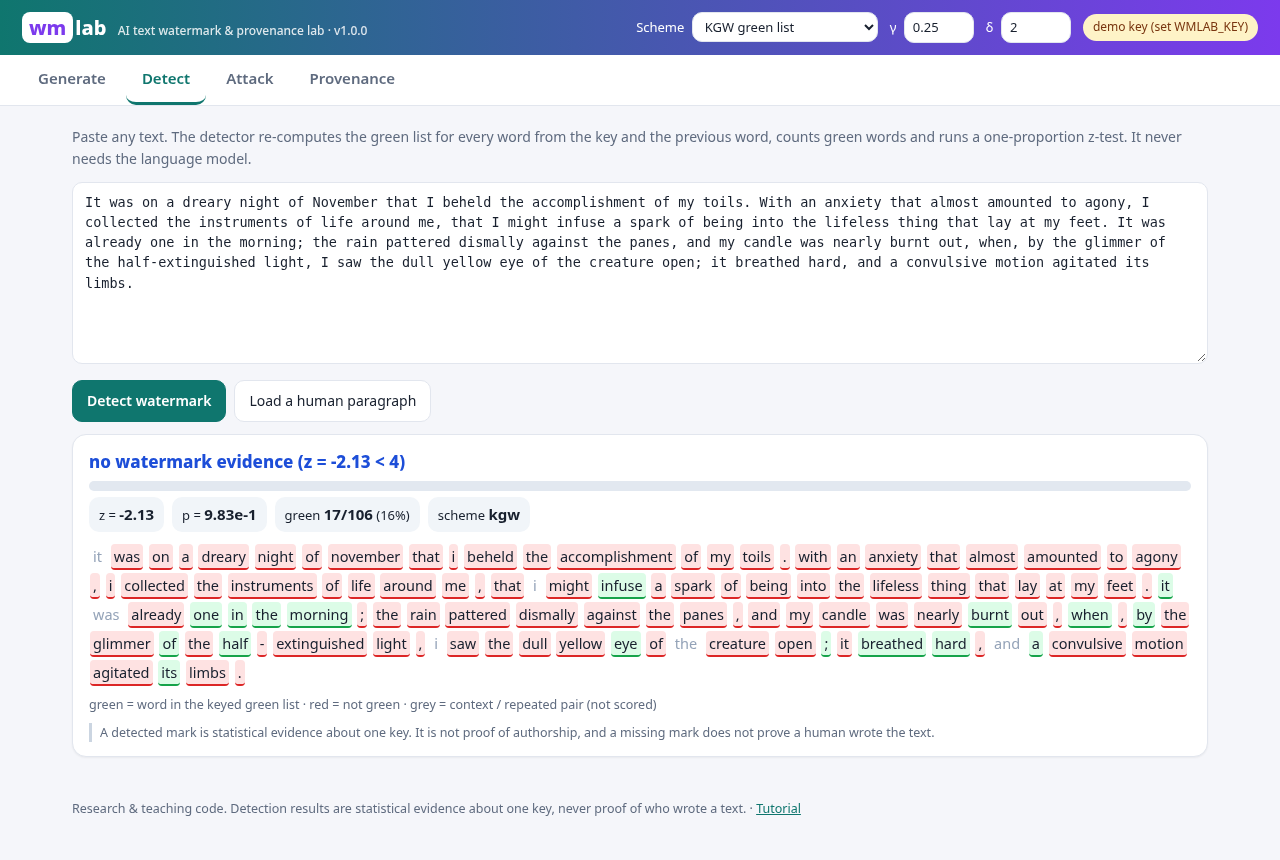 wm lab AI text watermark & provenance lab · v1.0.0 Scheme KGW green list γ 0.25 δ 2 demo key (set WMLAB_KEY)
Generate Detect Attack Provenance
Paste any text. The detector re-computes the green list for every word from the key and the previous word, counts green words and runs a one-proportion z-test. It never
needs the language model.
It was on a dreary night of November that I beheld the accomplishment of my toils. With an anxiety that almost amounted to agony, I
collected the instruments of life around me, that I might infuse a spark of being into the lifeless thing that lay at my feet. It was
already one in the morning; the rain pattered dismally against the panes, and my candle was nearly burnt out, when, by the glimmer of
the half-extinguished light, I saw the dull yellow eye of the creature open; it breathed hard, and a convulsive motion agitated its
limbs.
Detect watermark Load a human paragraph
no watermark evidence (z = -2.13 < 4)
z = -2.13 p = 9.83e-1 green 17/106 (16%) scheme kgw
it was on a dreary night of november that i beheld the accomplishment of my toils . with an anxiety that almost amounted to agony
, i collected the instruments of life around me , that i might infuse a spark of being into the lifeless thing that lay at my feet . it
was already one in the morning ; the rain pattered dismally against the panes , and my candle was nearly burnt out , when , by the
glimmer of the half - extinguished light , i saw the dull yellow eye of the creature open ; it breathed hard , and a convulsive motion
agitated its limbs .
green = word in the keyed green list · red = not green · grey = context / repeated pair (not scored)
A detected mark is statistical evidence about one key. It is not proof of authorship, and a missing mark does not prove a human wrote the text.
Research & teaching code. Detection results are statistical evidence about one key, never proof of who wrote a text. · Tutorial